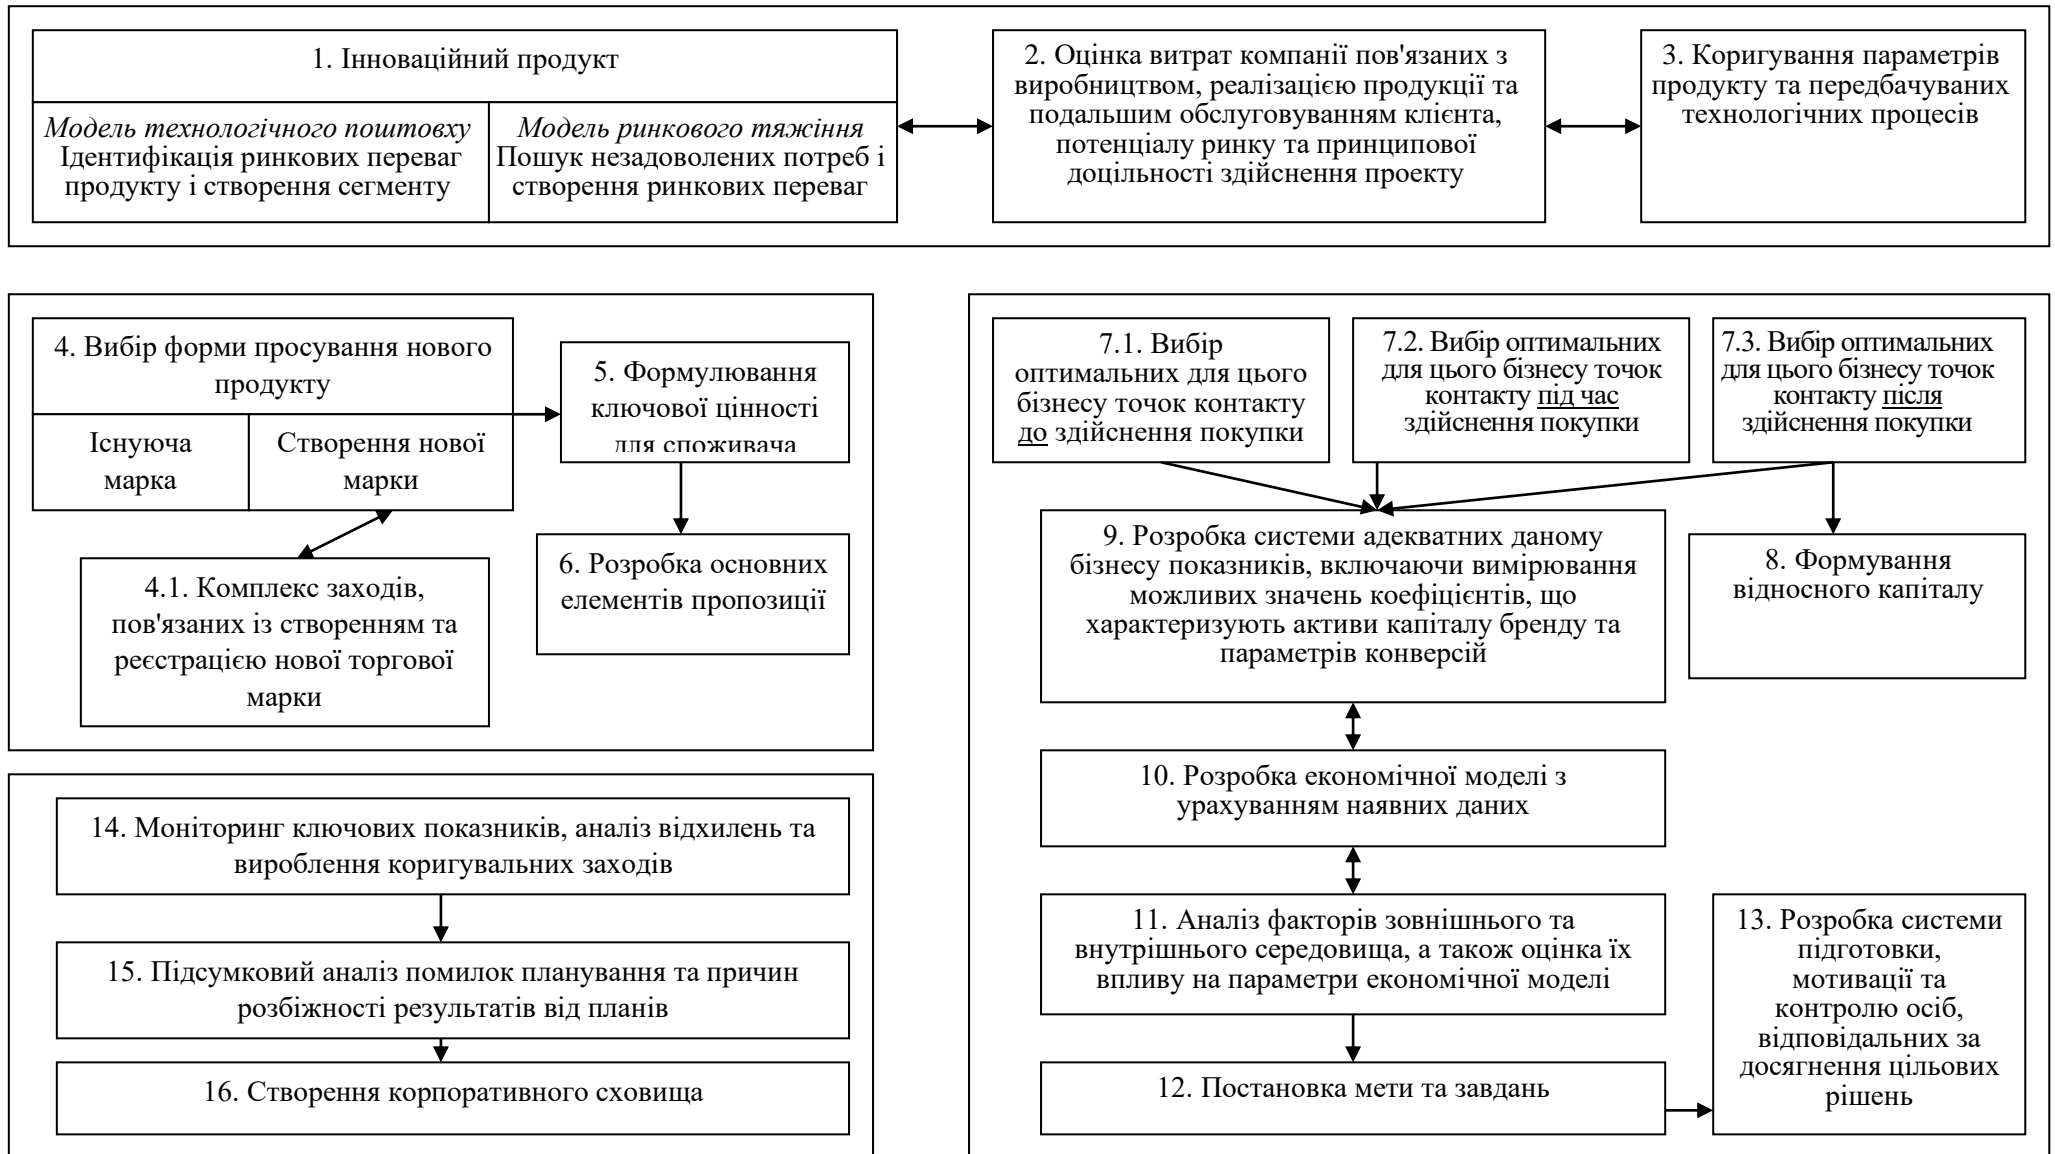 1. Інноваційний продукт
Модель технологічного поштовху
Ідентифікація ринкових переваг
продукту і створення сегменту
Модель ринкового тяжіння
Пошук незадоволених потреб і
створення ринкових переваг
2. Оцінка витрат компанії пов'язаних з
виробництвом, реалізацією продукції та
подальшим обслуговуванням клієнта,
потенціалу ринку та принципової
доцільності здійснення проекту
3. Коригування параметрів
продукту та передбачуваних
технологічних процесів
4. Вибір форми просування нового
продукту
Існуюча
марка
Створення нової
марки
4.1. Комплекс заходів,
пов'язаних із створенням та
реєстрацією нової торгової
марки
5. Формулювання
ключової цінності
для споживача
6. Розробка основних
елементів пропозиції
7.1. Вибір
оптимальних для цього
бізнесу точок контакту
до здійснення покупки
7.2. Вибір оптимальних
для цього бізнесу точок
контакту під час
здійснення покупки
7.3. Вибір оптимальних
для цього бізнесу точок
контакту після
здійснення покупки
9. Розробка системи адекватних даному
бізнесу показників, включаючи вимірювання
можливих значень коефіцієнтів, що
характеризують активи капіталу бренду та
параметрів конверсій
8. Формування
відносного капіталу
10. Розробка економічної моделі з
урахуванням наявних даних
11. Аналіз факторів зовнішнього та
внутрішнього середовища, а також оцінка їх
впливу на параметри економічної моделі
12. Постановка мети та завдань
13. Розробка системи
підготовки,
мотивації та
контролю осіб,
відповідальних за
досягнення цільових
рішень
14. Моніторинг ключових показників, аналіз відхилень та
вироблення коригувальних заходів
15. Підсумковий аналіз помилок планування та причин
розбіжності результатів від планів
16. Створення корпоративного сховища